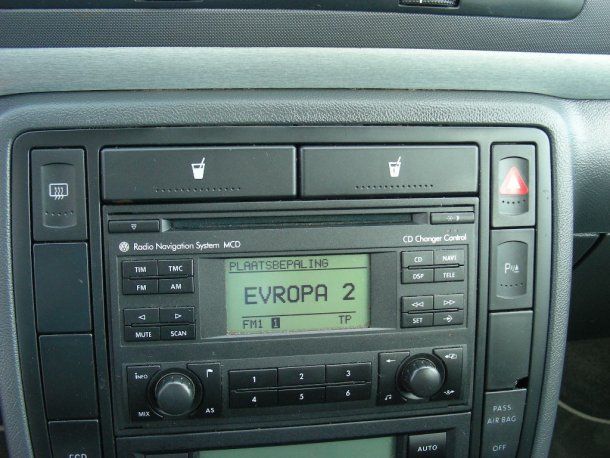 Radio Navigation System MCD
CD Changer Control
TIM TMC
FM AM
MUTE SCAN
PLAATSBEPALING
EVROPA 2
FM1 1 TP
CD NAVI
DSP TELE
SET
P
INFO
MIX AS
1 2 3
4 5 6
PASS
AIR BAG
OFF
AUTO